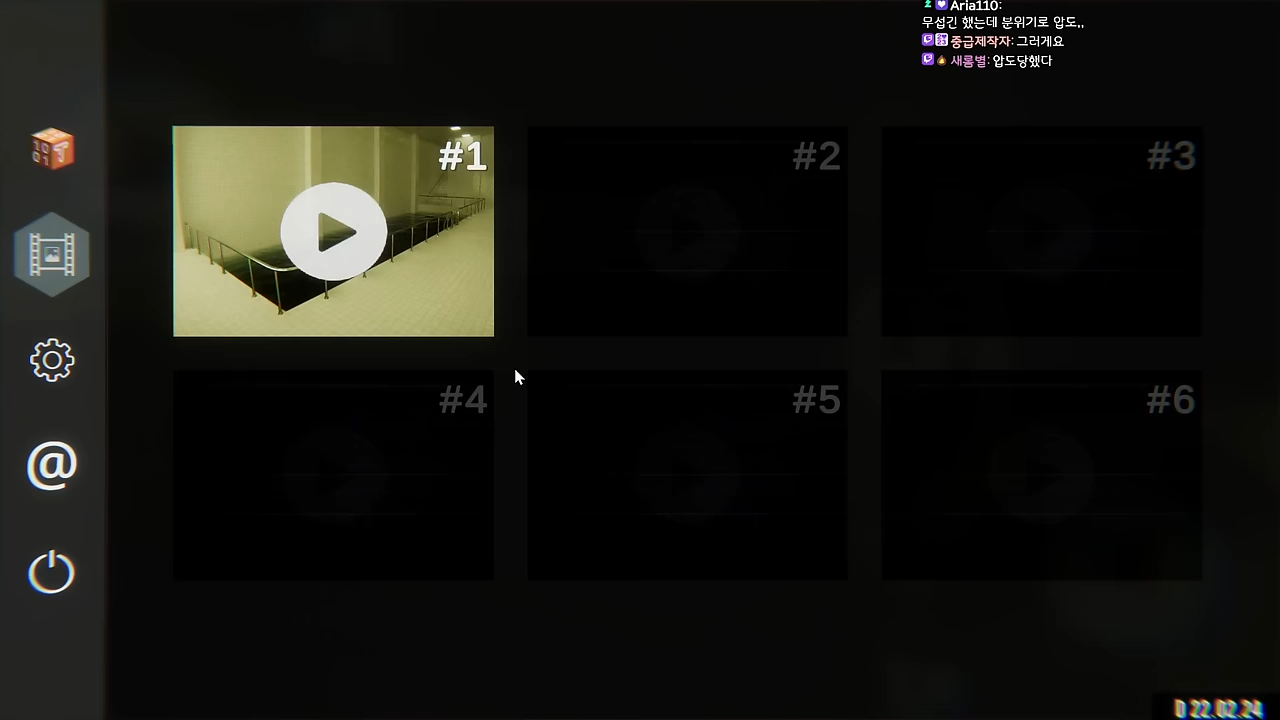 Aria110:
무섭긴 했는데 분위기로 압도,,
중급제작자: 그러게요
새롬별: 압도당했다
#1
#2
#3
#4
#5
#6
@
22.02.24